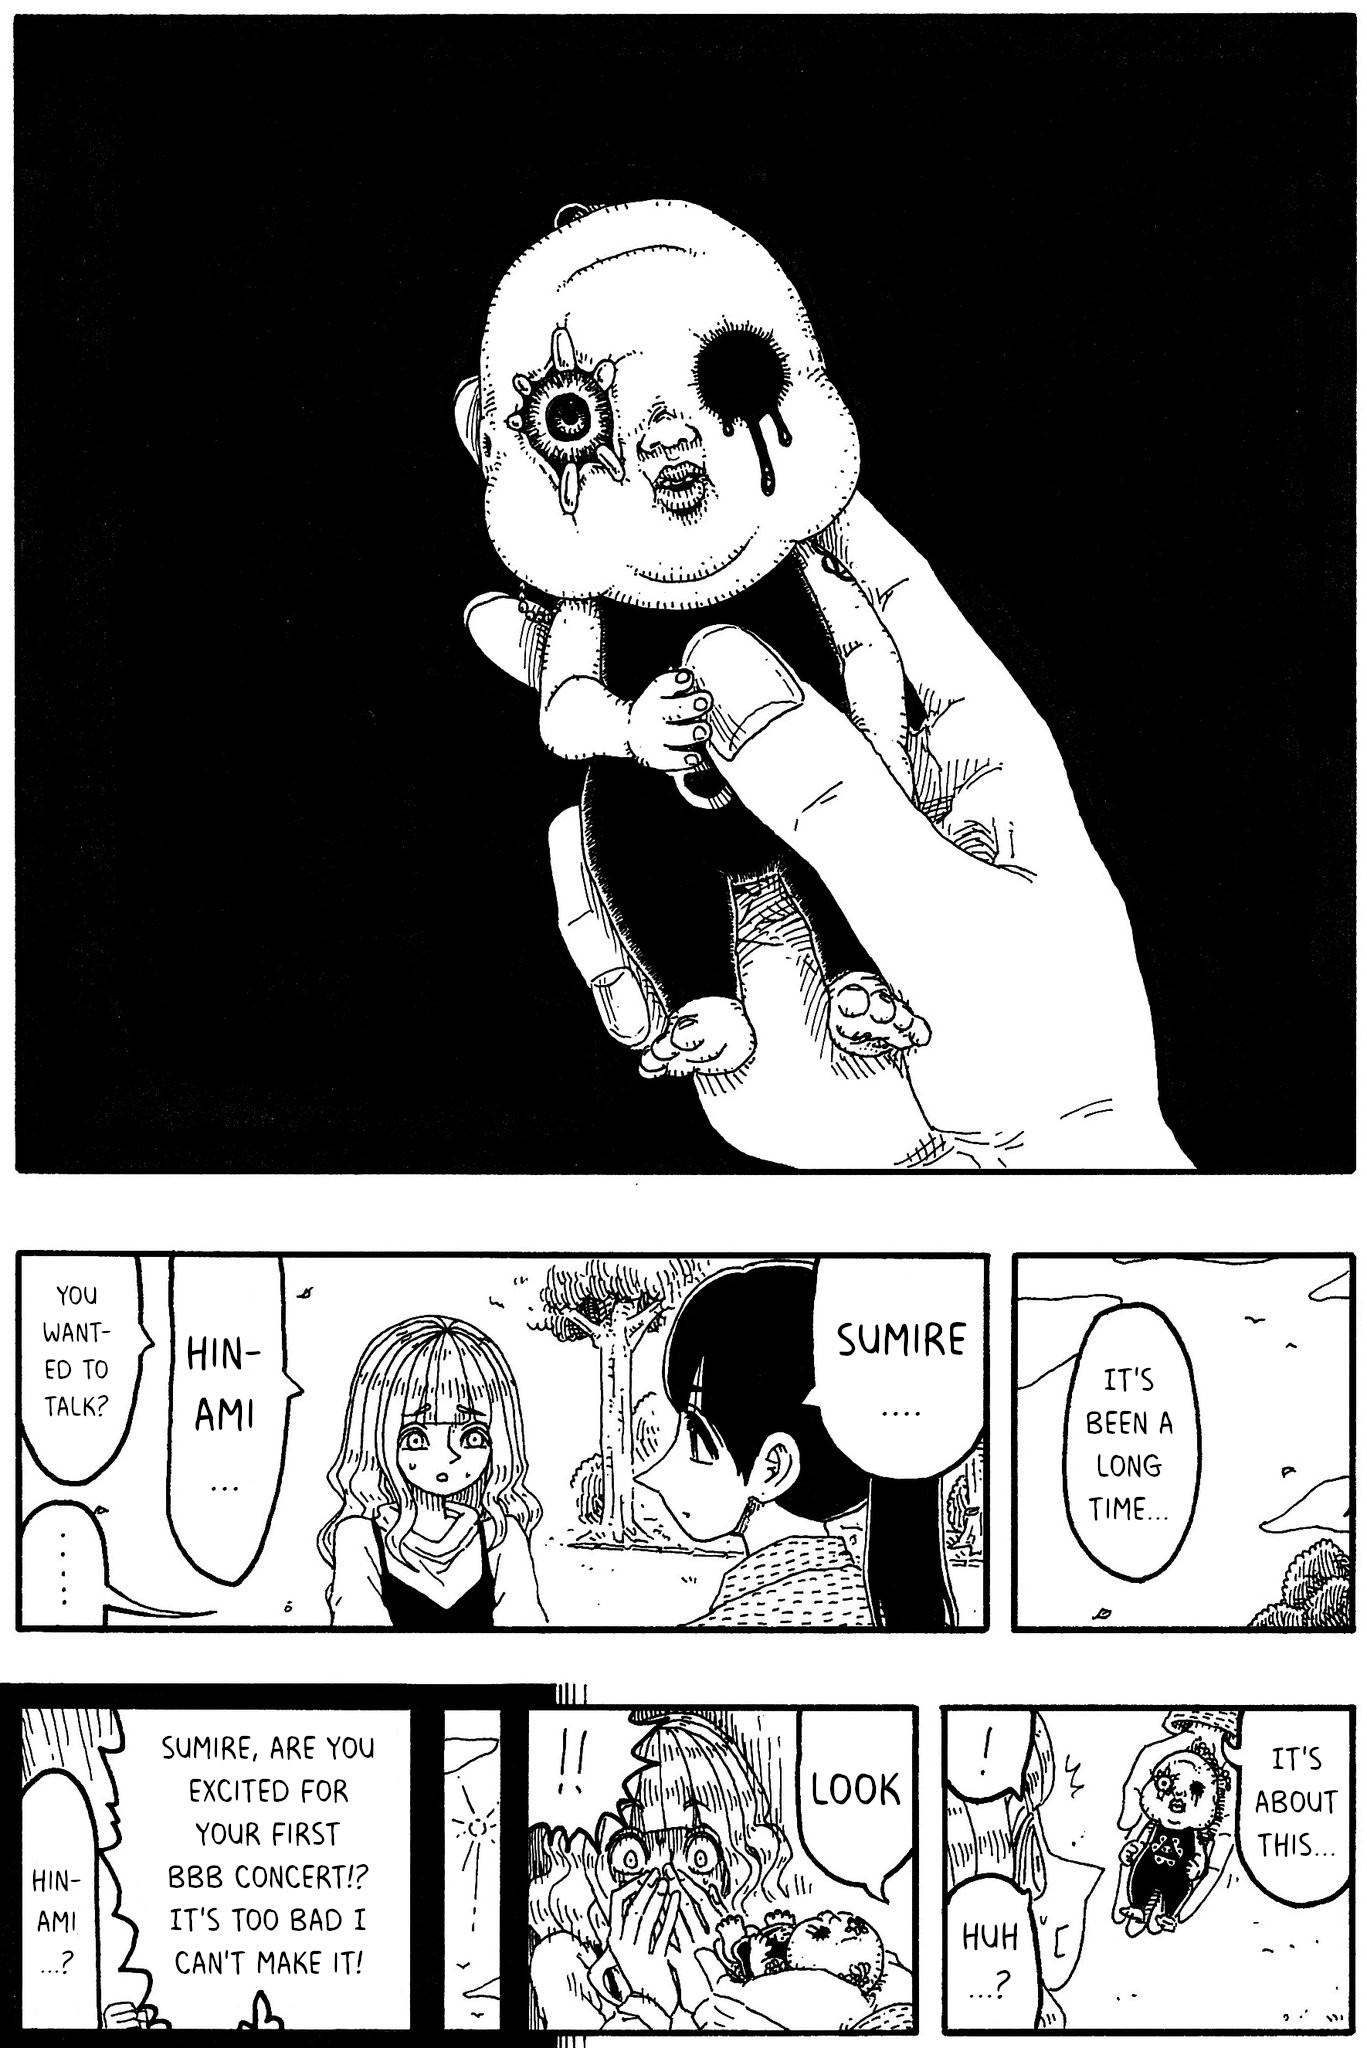 IT'S
BEEN A
LONG
TIME...
SUMIRE
....
HIN-
AMI
...
YOU
WANT-
ED TO
TALK?
......
IT'S
ABOUT
THIS...
!
HUH
...?
LOOK
!!
SUMIRE, ARE YOU
EXCITED FOR
YOUR FIRST
BBB CONCERT!?
IT'S TOO BAD I
CAN'T MAKE IT!
HIN-
AMI
...?